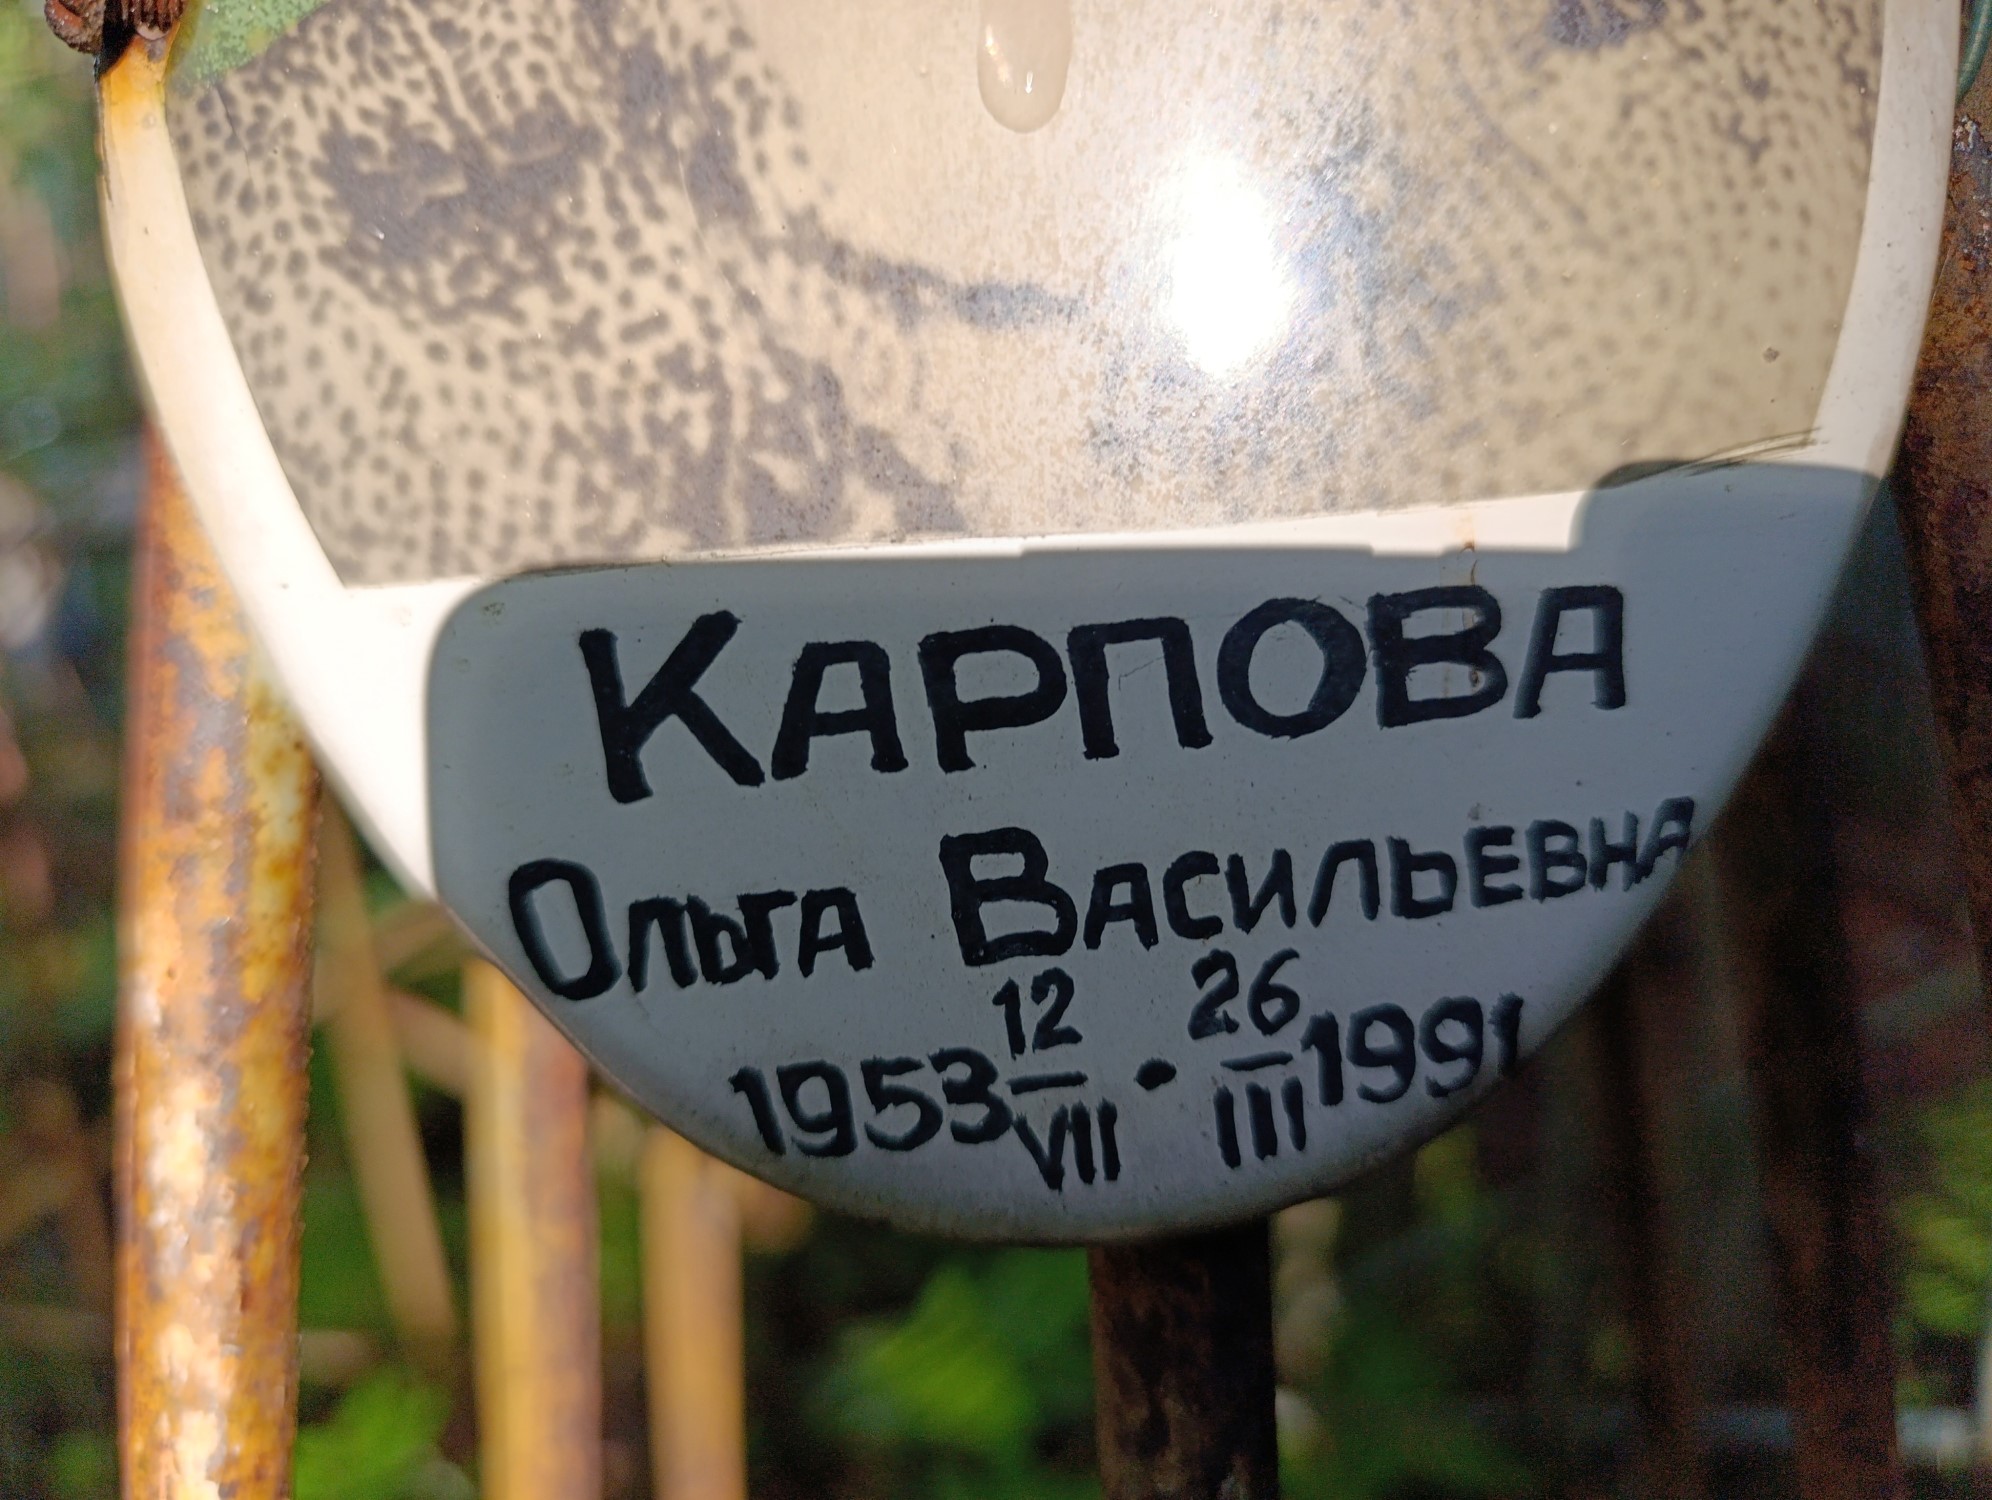 КАРПОВА
ОЛЬГА ВАСИЛЬЕВНА
1953 12/VII • 26/III 1991